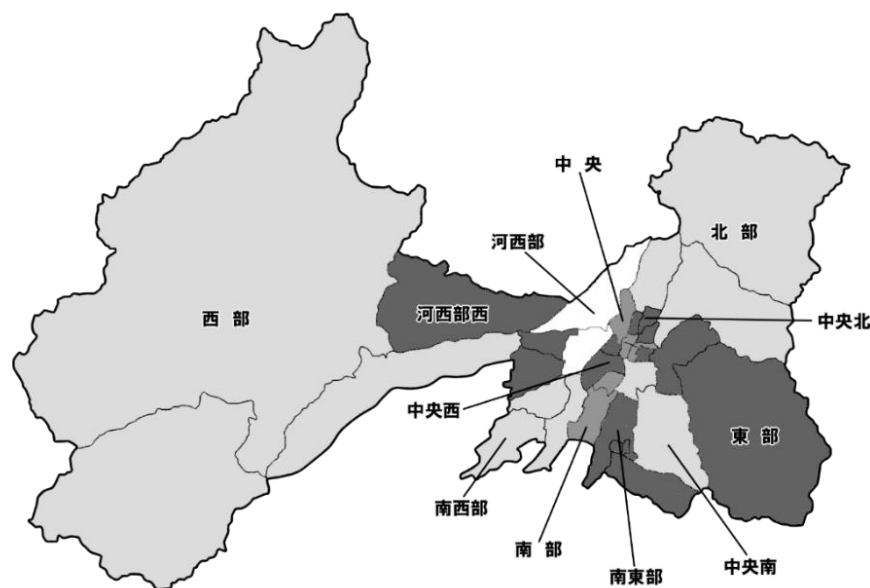 中 央
北 部
河西部
西 部
河西部西
中央北
中央西
東 部
南西部
南 部
南東部
中央南